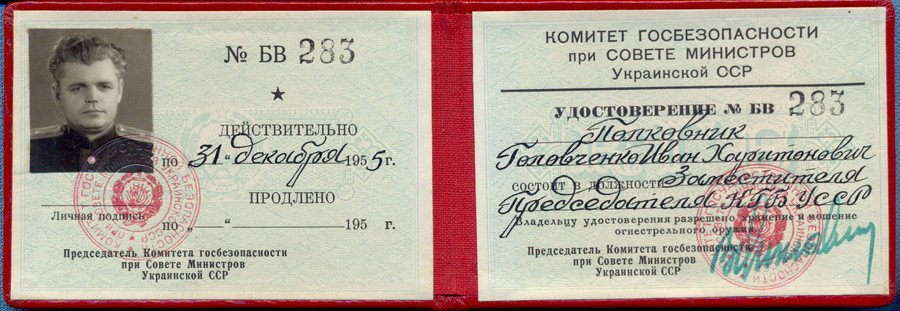 № БВ 283
ДЕЙСТВИТЕЛЬНО
по „31“ декабря 1955 г.
ПРОДЛЕНО
Личная подпись
по „ “ 195 г.
Председатель Комитета госбезопасности
при Совете Министров
Украинской ССР
КОМИТЕТ ГОСБЕЗОПАСНОСТИ
при СОВЕТЕ МИНИСТРОВ
Украинской ССР
УДОСТОВЕРЕНИЕ № БВ 283
Полковник
Головченко Иван Харитонович
состоит в должности Заместителя
Председателя КГБ УССР
Владельцу удостоверения разрешено хранение и ношение
огнестрельного оружия
Председатель Комитета госбезопасности
при Совете Министров
Украинской ССР